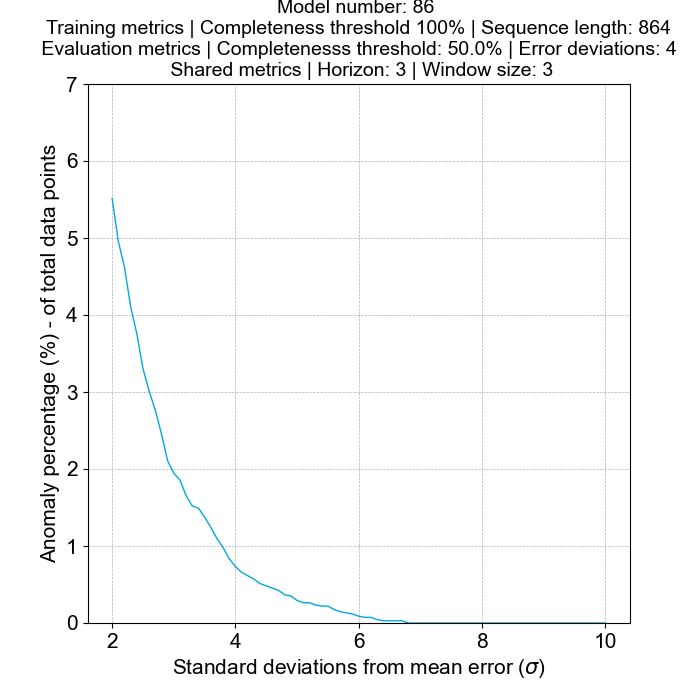 Model number: 86
Training metrics | Completeness threshold 100% | Sequence length: 864
Evaluation metrics | Completenesss threshold: 50.0% | Error deviations: 4
Shared metrics | Horizon: 3 | Window size: 3
7
6
5
4
3
2
1
0
Anomaly percentage (%) - of total data points
2 4 6 8 10
Standard deviations from mean error (σ)